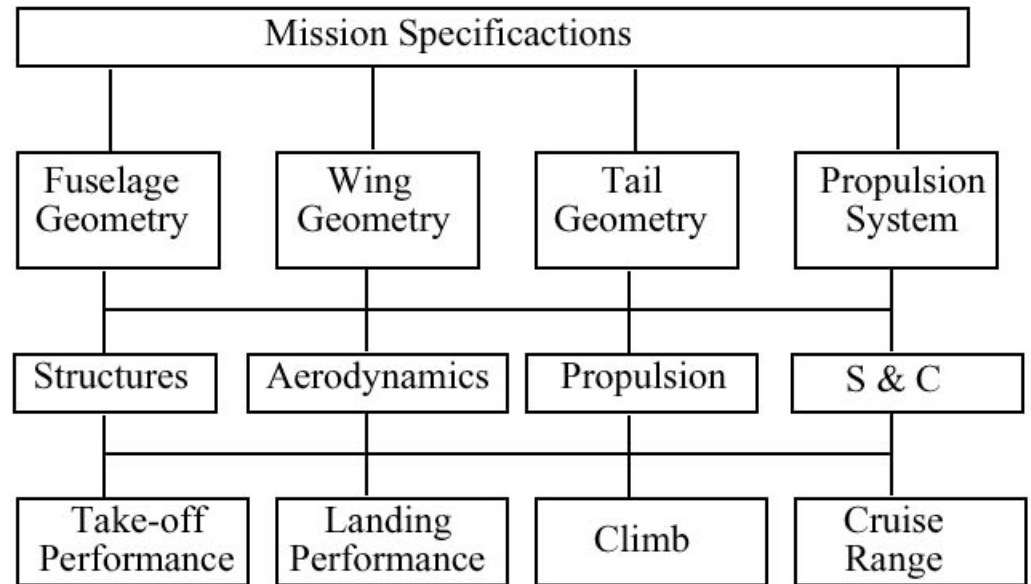 Mission Specificactions
Fuselage
Geometry
Wing
Geometry
Tail
Geometry
Propulsion
System
Structures
Aerodynamics
Propulsion
S & C
Take-off
Performance
Landing
Performance
Climb
Cruise
Range